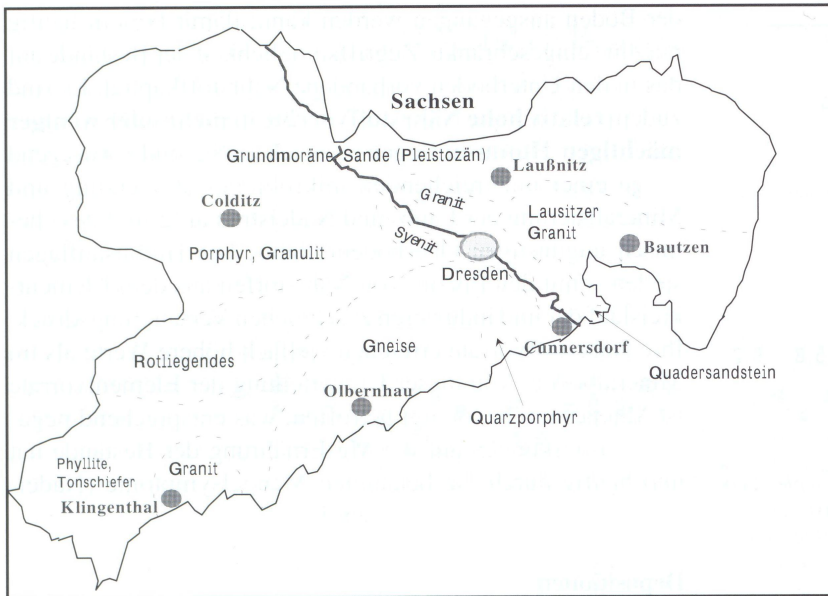 Sachsen
Grundmoräne Sande (Pleistozän)
Laußnitz
Granit
Colditz
Lausitzer
Granit
Syenit
Bautzen
Porphyr, Granulit
Dresden
Gneise
Cunnersdorf
Rotliegendes
Quadersandstein
Olbernhau
Quarzporphyr
Phyllite,
Tonschiefer
Granit
Klingenthal